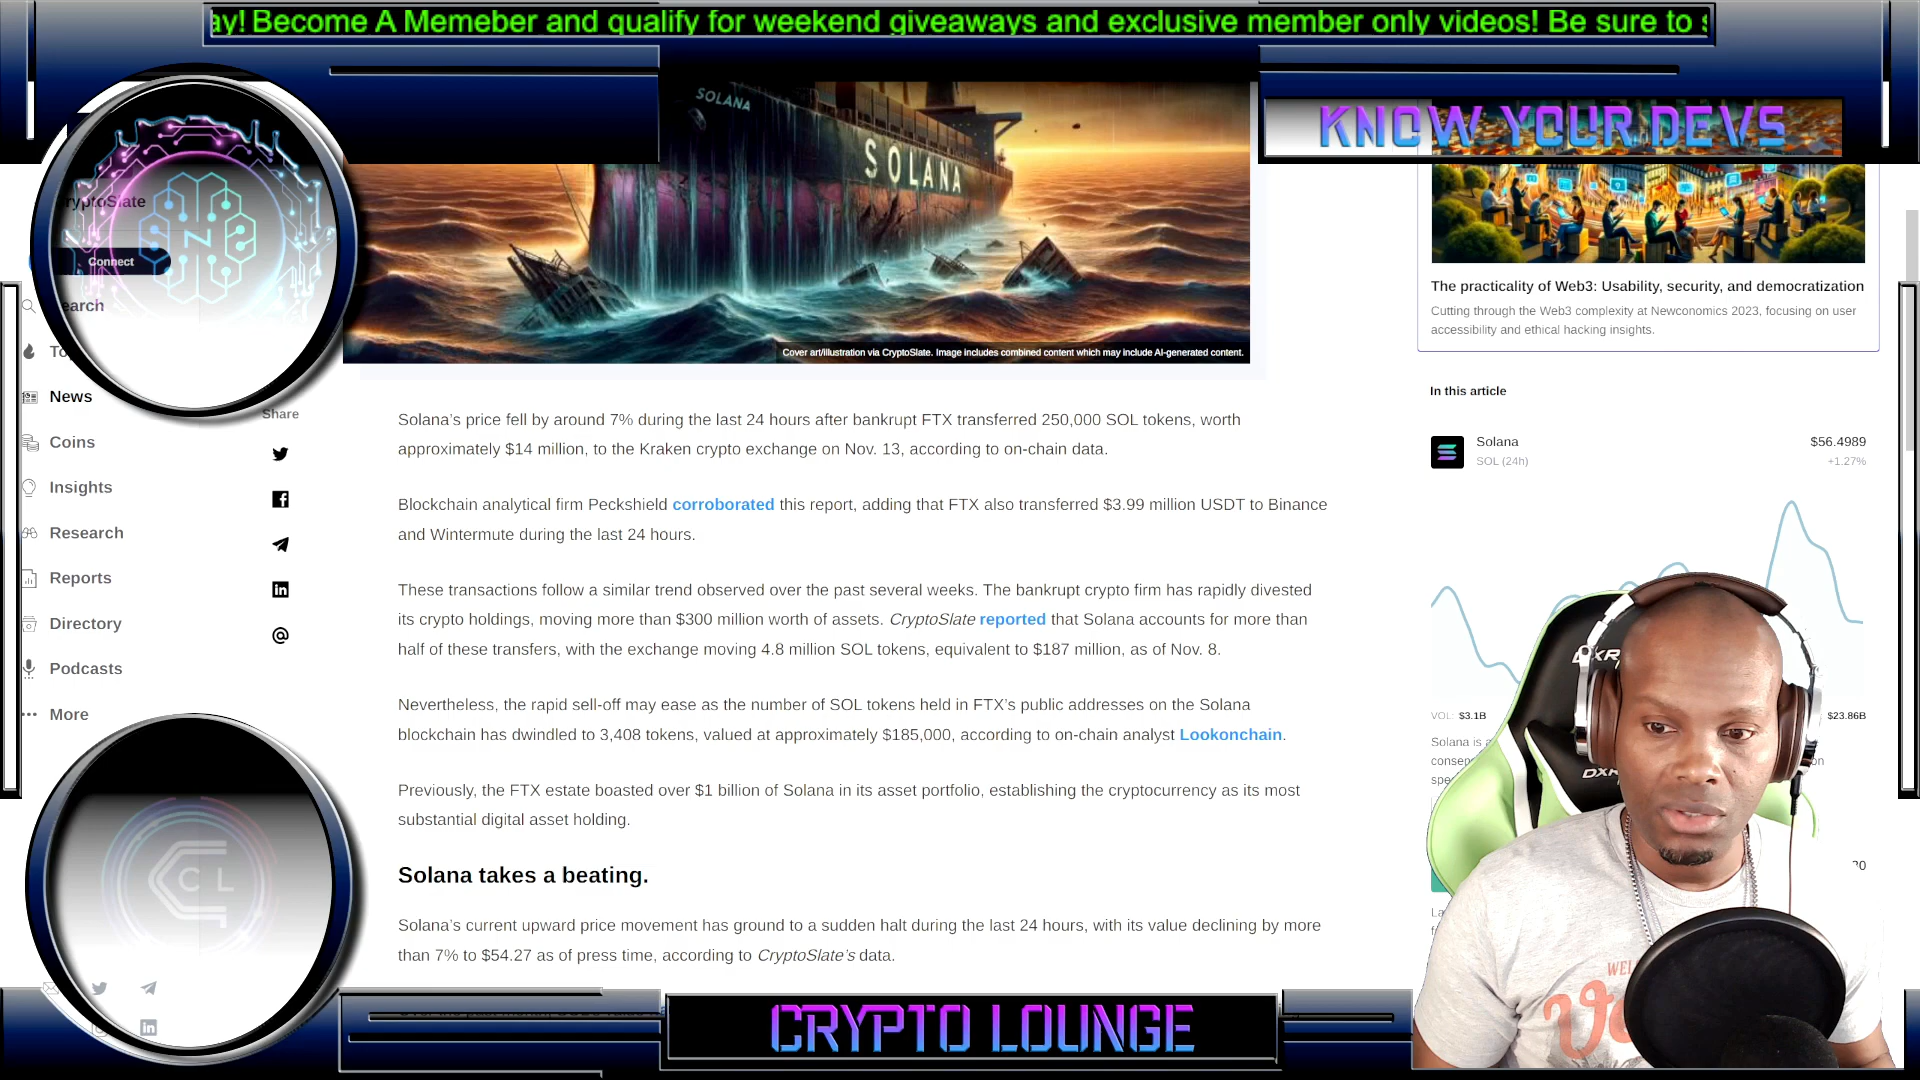 ay! Become A Memeber and qualify for weekend giveaways and exclusive member only videos! Be sure to
SOLANA
SOLANA
KNOW YOUR DEVS
Connect
N
earch
News
Coins
Insights
Research
Reports
Directory
Podcasts
More
Share
Cover art/illustration via CryptoSlate. Image includes combined content which may include AI-generated content.
Solana's price fell by around 7% during the last 24 hours after bankrupt FTX transferred 250,000 SOL tokens, worth
approximately $14 million, to the Kraken crypto exchange on Nov. 13, according to on-chain data.
Blockchain analytical firm Peckshield corroborated this report, adding that FTX also transferred $3.99 million USDT to Binance
and Wintermute during the last 24 hours.
These transactions follow a similar trend observed over the past several weeks. The bankrupt crypto firm has rapidly divested
its crypto holdings, moving more than $300 million worth of assets. CryptoSlate reported that Solana accounts for more than
half of these transfers, with the exchange moving 4.8 million SOL tokens, equivalent to $187 million, as of Nov. 8.
Nevertheless, the rapid sell-off may ease as the number of SOL tokens held in FTX's public addresses on the Solana
blockchain has dwindled to 3,408 tokens, valued at approximately $185,000, according to on-chain analyst Lookonchain.
Previously, the FTX estate boasted over $1 billion of Solana in its asset portfolio, establishing the cryptocurrency as its most
substantial digital asset holding.
Solana takes a beating.
Solana's current upward price movement has ground to a sudden halt during the last 24 hours, with its value declining by more
than 7% to $54.27 as of press time, according to CryptoSlate's data.
The practicality of Web3: Usability, security, and democratization
Cutting through the Web3 complexity at Newconomics 2023, focusing on user
accessibility and ethical hacking insights.
In this article
Solana $56.4989
SOL (24h) +1.27%
VOL: $3.1B $23.86B
Solana is a
CL
CRYPTO LOUNGE